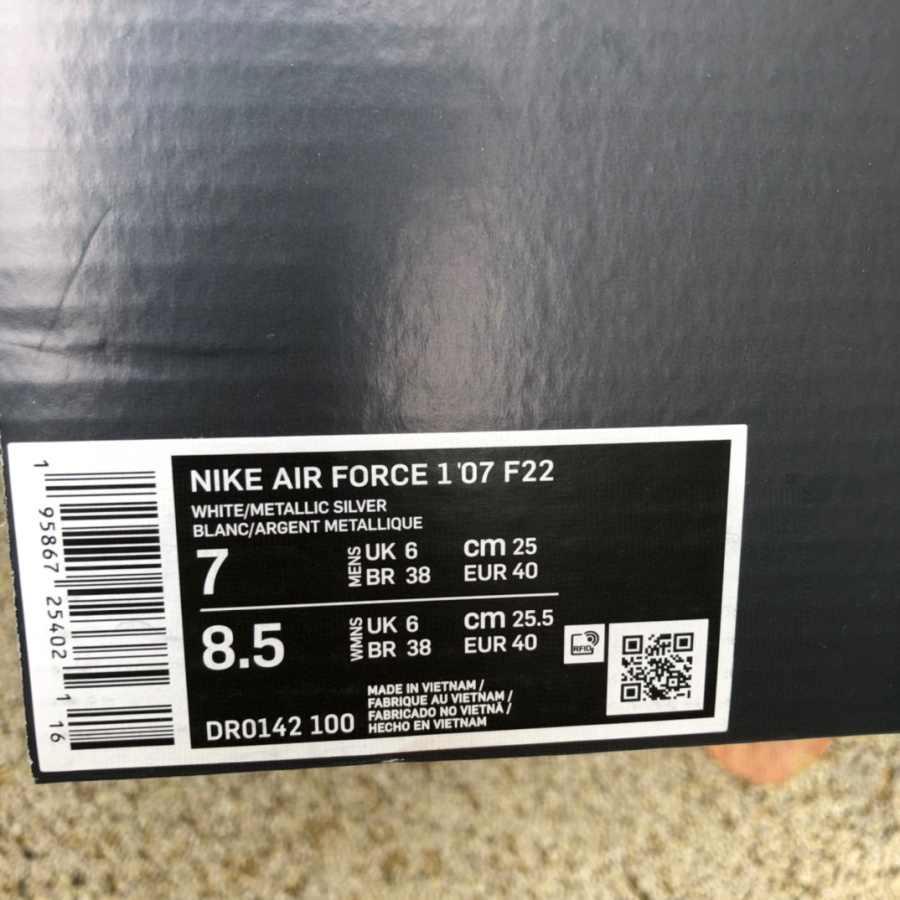 NIKE AIR FORCE 1 '07 F22
WHITE/METALLIC SILVER
BLANC/ARGENT METALLIQUE
7 MENS UK 6 cm 25
BR 38 EUR 40
8.5 WMNS UK 6 cm 25.5
BR 38 EUR 40
RFID
DR0142 100
MADE IN VIETNAM /
FABRIQUE AU VIETNAM /
FABRICADO NO VIETNÃ /
HECHO EN VIETNAM
1 95867 25402 1 16